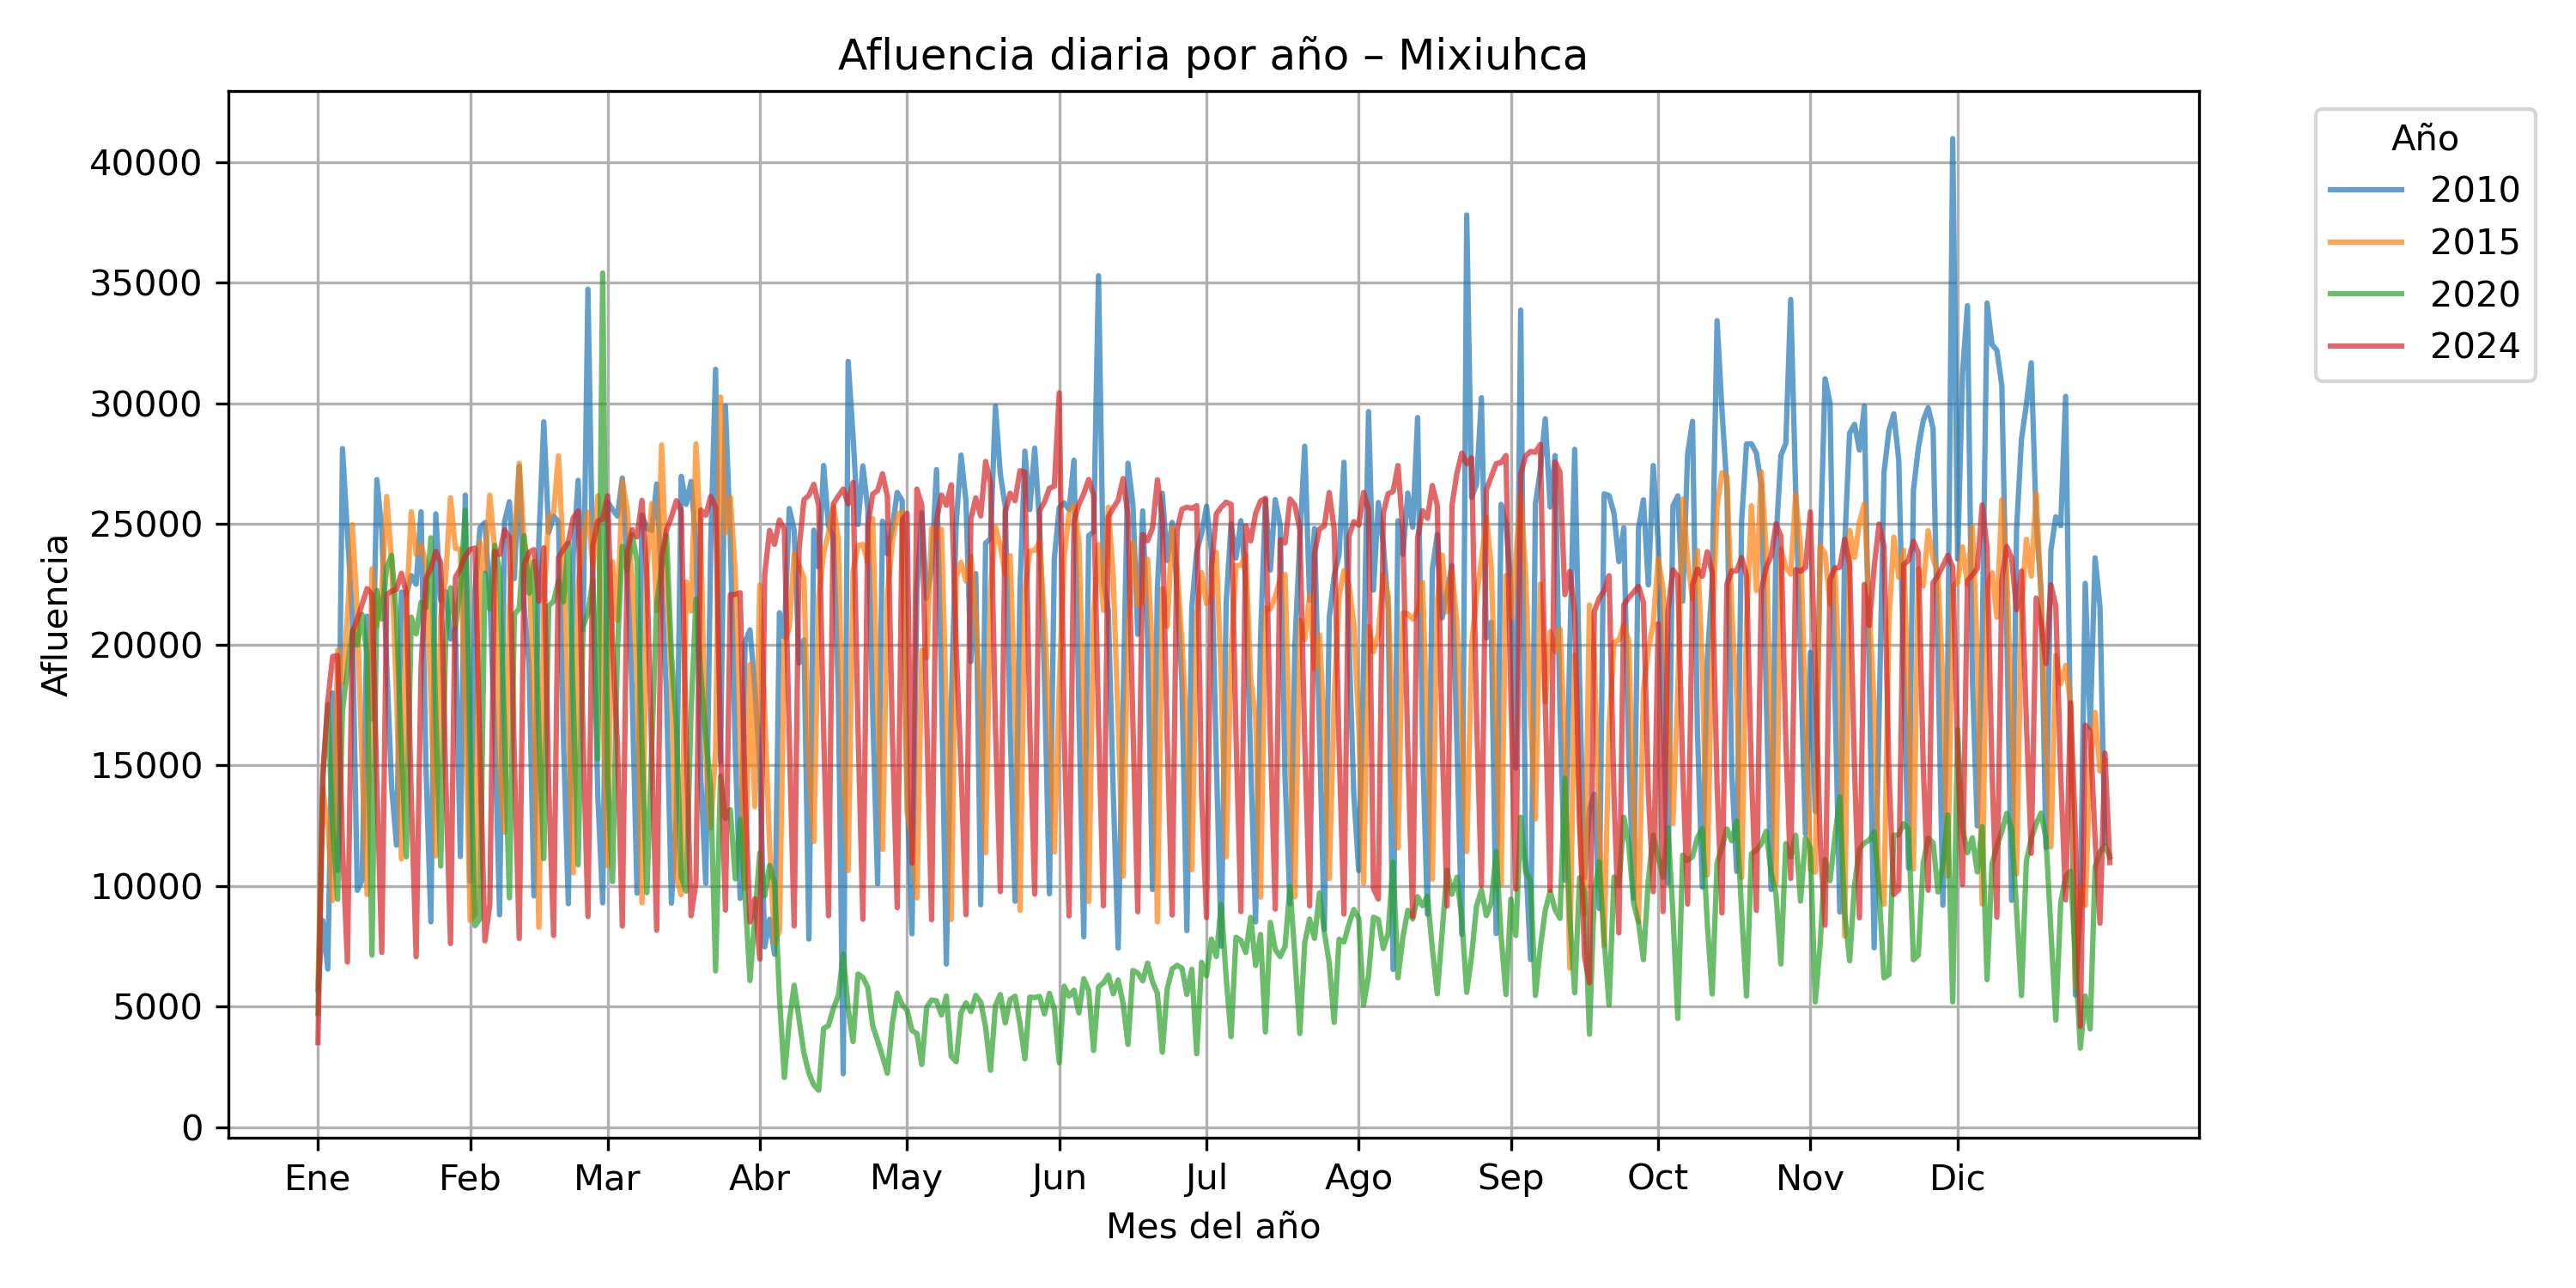 Afluencia diaria por año – Mixiuhca
Año
2010
2015
2020
2024
Afluencia
40000
35000
30000
25000
20000
15000
10000
5000
0
Ene Feb Mar Abr May Jun Jul Ago Sep Oct Nov Dic
Mes del año